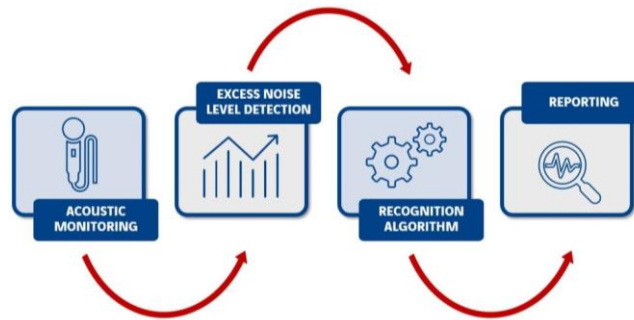 ACOUSTIC
MONITORING
EXCESS NOISE
LEVEL DETECTION
RECOGNITION
ALGORITHM
REPORTING